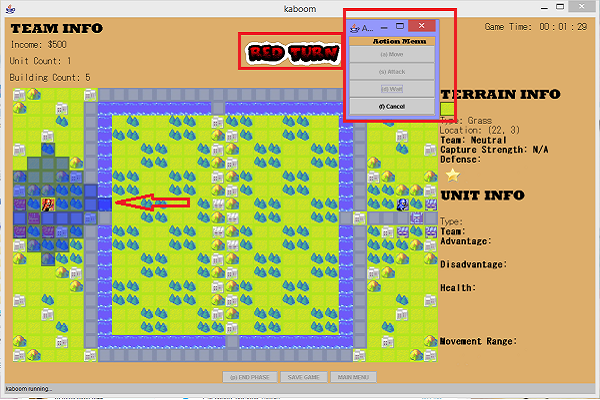 kaboom
TEAM INFO
Income: $500
Unit Count: 1
Building Count: 5
RED TURN
A...
Action Menu
(a) Move
(s) Attack
(d) Wait
(f) Cancel
Game Time: 00:01:29
TERRAIN INFO
Type: Grass
Location: (22, 3)
Team: Neutral
Capture Strength: N/A
Defense:
UNIT INFO
Type:
Team:
Advantage:
Disadvantage:
Health:
Movement Range:
(p) END PHASE
SAVE GAME
MAIN MENU
kaboom running...